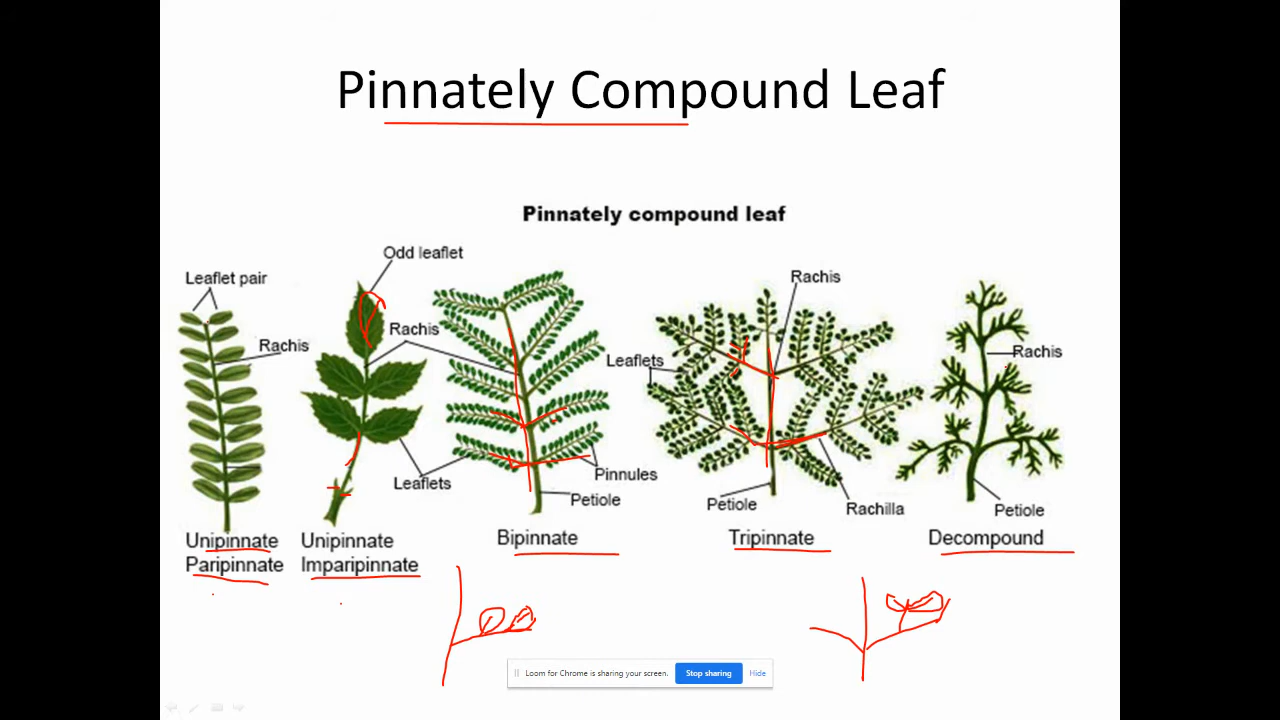 Pinnately Compound Leaf
Pinnately compound leaf
Leaflet pair
Rachis
Odd leaflet
Rachis
Leaflets
Pinnules
Petiole
Leaflets
Rachis
Petiole
Rachilla
Rachis
Petiole
Unipinnate
Paripinnate
Unipinnate
Imparipinnate
Bipinnate
Tripinnate
Decompound
Loom for Chrome is sharing your screen. Stop sharing Hide